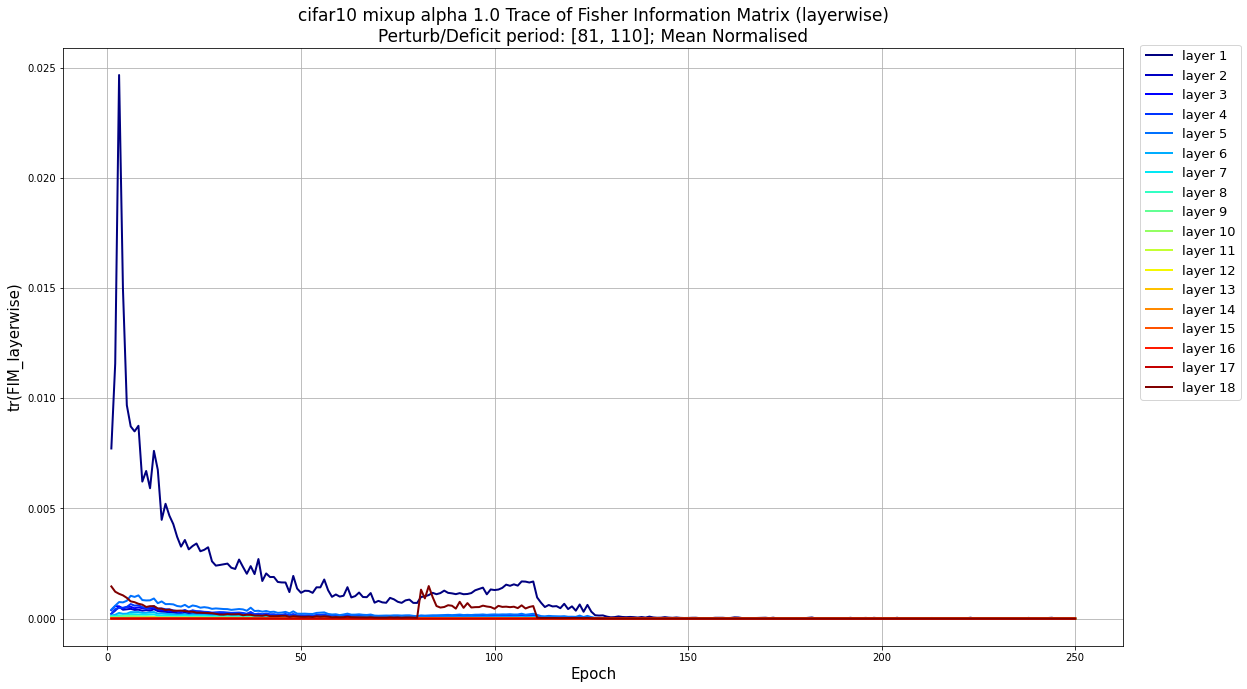 cifar10 mixup alpha 1.0 Trace of Fisher Information Matrix (layerwise)
Perturb/Deficit period: [81, 110]; Mean Normalised
tr(FIM_layerwise)
0.025
0.020
0.015
0.010
0.005
0.000
0
50
100
150
200
250
Epoch
layer 1
layer 2
layer 3
layer 4
layer 5
layer 6
layer 7
layer 8
layer 9
layer 10
layer 11
layer 12
layer 13
layer 14
layer 15
layer 16
layer 17
layer 18